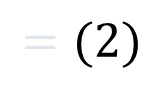 = (2)